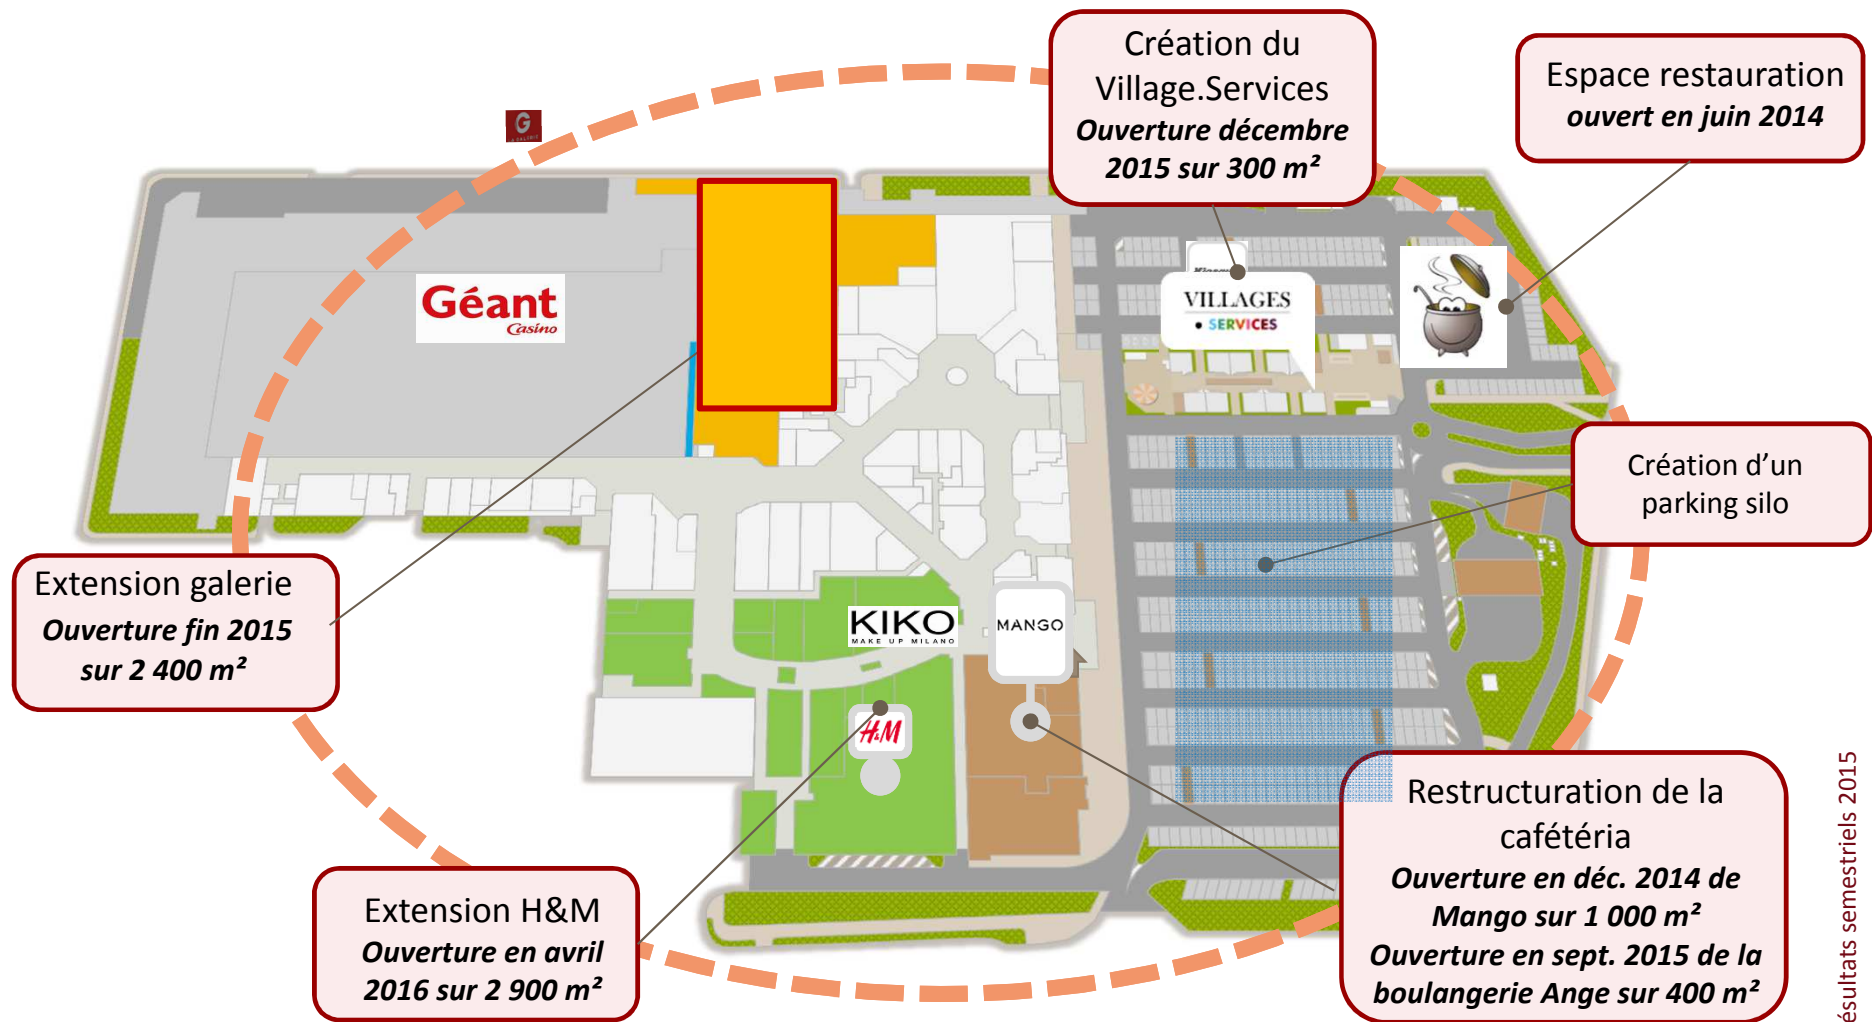 Création du
Village.Services
Ouverture décembre
2015 sur 300 m²
Espace restauration
ouvert en juin 2014
G
Géant
Casino
VILLAGES
• SERVICES
Création d’un
parking silo
Extension galerie
Ouverture fin 2015
sur 2 400 m²
KIKO
MAKE UP MILANO
MANGO
H&M
Restructuration de la
cafétéria
Ouverture en déc. 2014 de
Mango sur 1 000 m²
Ouverture en sept. 2015 de la
boulangerie Ange sur 400 m²
Extension H&M
Ouverture en avril
2016 sur 2 900 m²
ésultats semestriels 2015